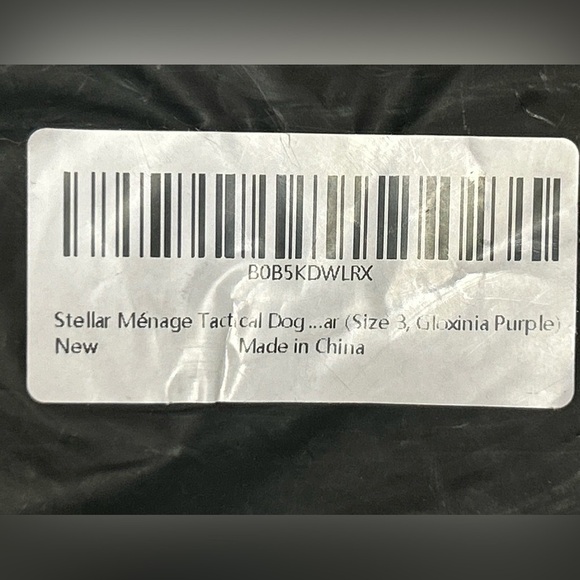 B0B5KDWLRX
Stellar Ménage Tactical Dog...ar (Size 3, Gloxinia Purple)
New Made in China